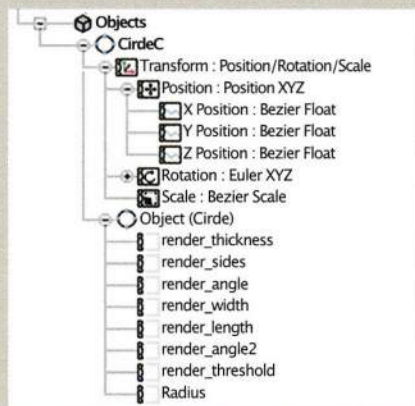 Objects
CirdeC
Transform : Position/Rotation/Scale
Position : Position XYZ
X Position : Bezier Float
Y Position : Bezier Float
Z Position : Bezier Float
Rotation : Euler XYZ
Scale : Bezier Scale
Object (Cirde)
render_thickness
render_sides
render_angle
render_width
render_length
render_angle2
render_threshold
Radius